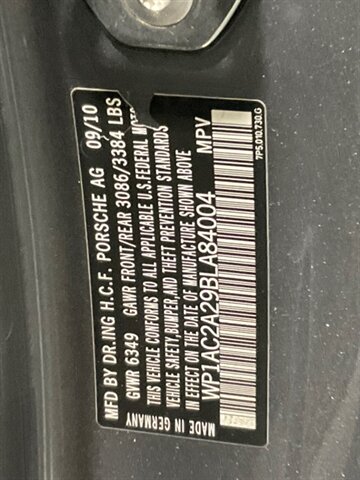 MFD BY DR.ING H.C.F. PORSCHE AG 09/10
GVWR 6349 GAWR FRONT/REAR 3086/3384 LBS
THIS VEHICLE CONFORMS TO ALL APPLICABLE U.S.FEDERAL
VEHICLE SAFETY,BUMPER,AND THEFT PREVENTION STANDARDS
IN EFFECT ON THE DATE OF MANUFACTURE SHOWN ABOVE
WP1AC2A29BLA84004 MPV
MADE IN GERMANY
7P5.010.730.G